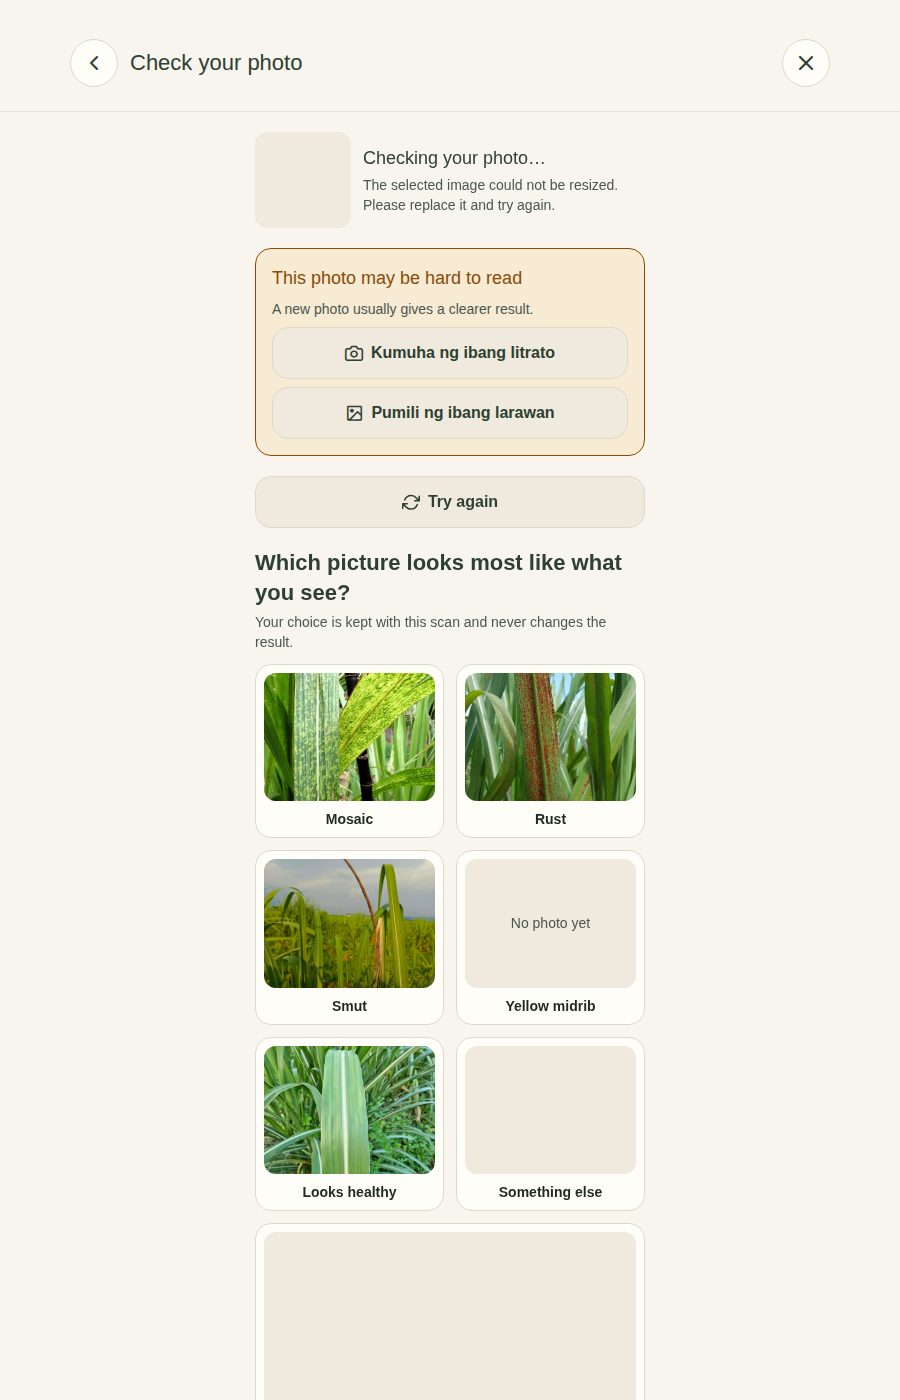 Check your photo
Checking your photo…
The selected image could not be resized.
Please replace it and try again.
This photo may be hard to read
A new photo usually gives a clearer result.
Kumuha ng ibang litrato
Pumili ng ibang larawan
Try again
Which picture looks most like what
you see?
Your choice is kept with this scan and never changes the
result.
Mosaic
Rust
No photo yet
Smut
Yellow midrib
Looks healthy
Something else